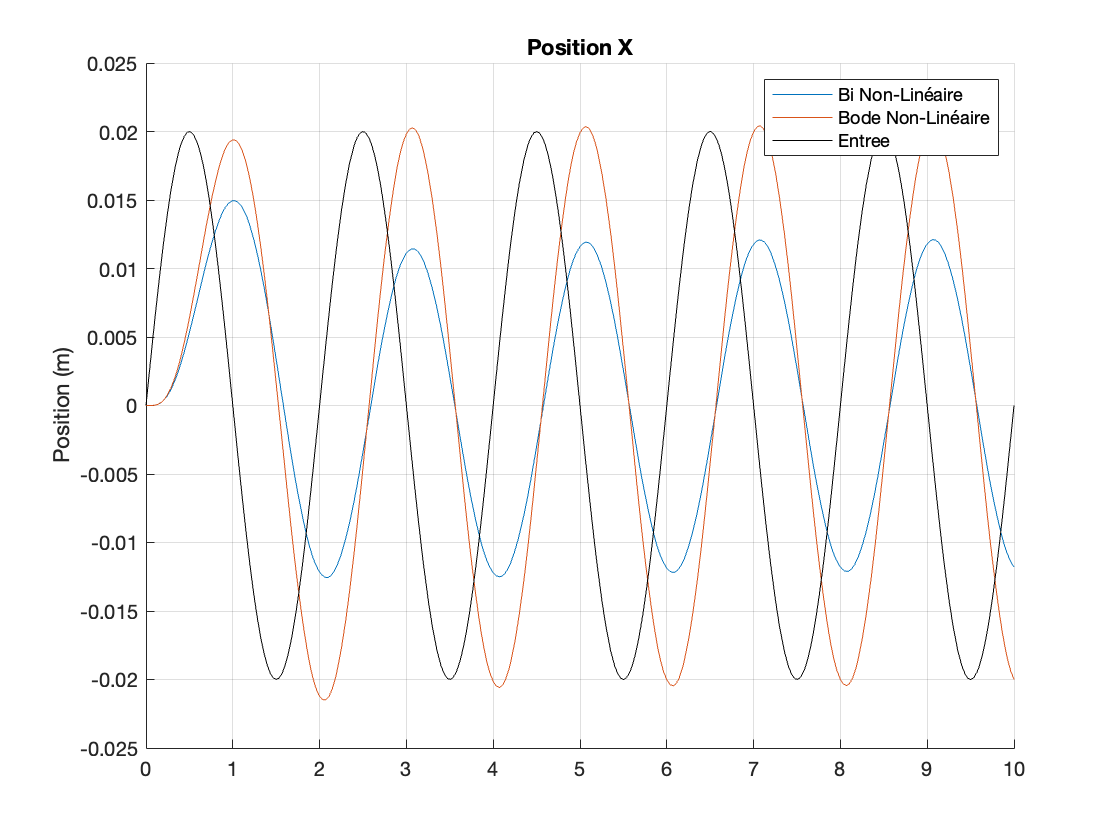 Position X
Bi Non-Linéaire
Bode Non-Linéaire
Entree
Position (m)
0.025
0.02
0.015
0.01
0.005
0
-0.005
-0.01
-0.015
-0.02
-0.025
0 1 2 3 4 5 6 7 8 9 10